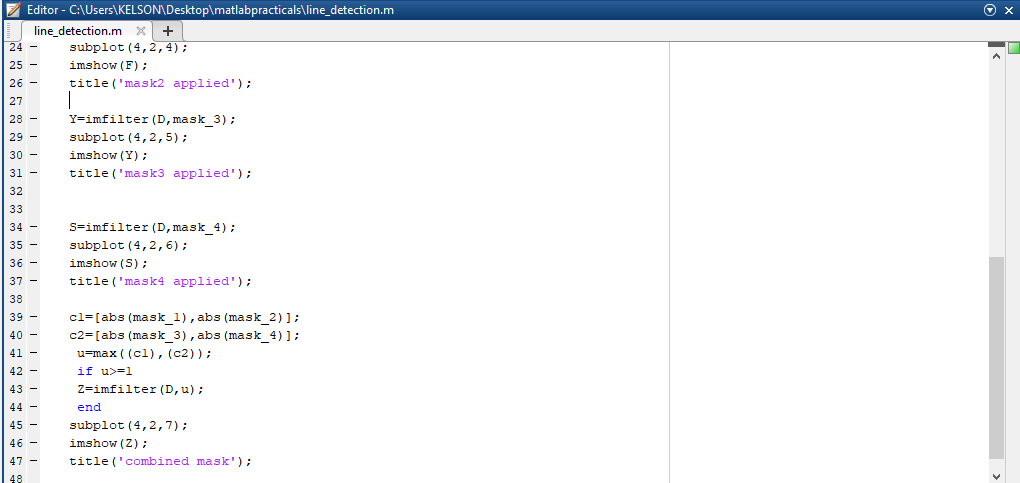 Editor - C:\Users\KELSON\Desktop\matlabpracticals\line_detection.m
line_detection.m × +
24 - subplot(4,2,4);
25 - imshow(F);
26 - title('mask2 applied');
27
28 - Y=imfilter(D,mask_3);
29 - subplot(4,2,5);
30 - imshow(Y);
31 - title('mask3 applied');
32
33
34 - S=imfilter(D,mask_4);
35 - subplot(4,2,6);
36 - imshow(S);
37 - title('mask4 applied');
38
39 - c1=[abs(mask_1),abs(mask_2)];
40 - c2=[abs(mask_3),abs(mask_4)];
41 - u=max((c1),(c2));
42 - if u>=1
43 - Z=imfilter(D,u);
44 - end
45 - subplot(4,2,7);
46 - imshow(Z);
47 - title('combined mask');
48